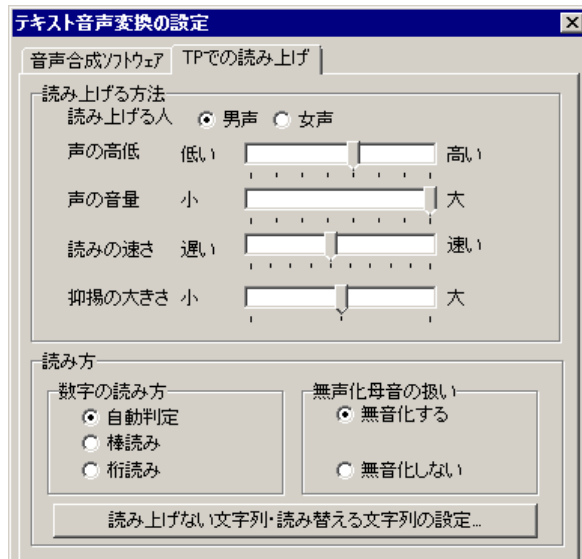 テキスト音声変換の設定
音声合成ソフトウェア TPでの読み上げ
読み上げる方法
読み上げる人 男声 女声
声の高低 低い 高い
声の音量 小 大
読みの速さ 遅い 速い
抑揚の大きさ 小 大
読み方
数字の読み方
自動判定
棒読み
桁読み
無声化母音の扱い
無音化する
無音化しない
読み上げない文字列・読み替える文字列の設定...